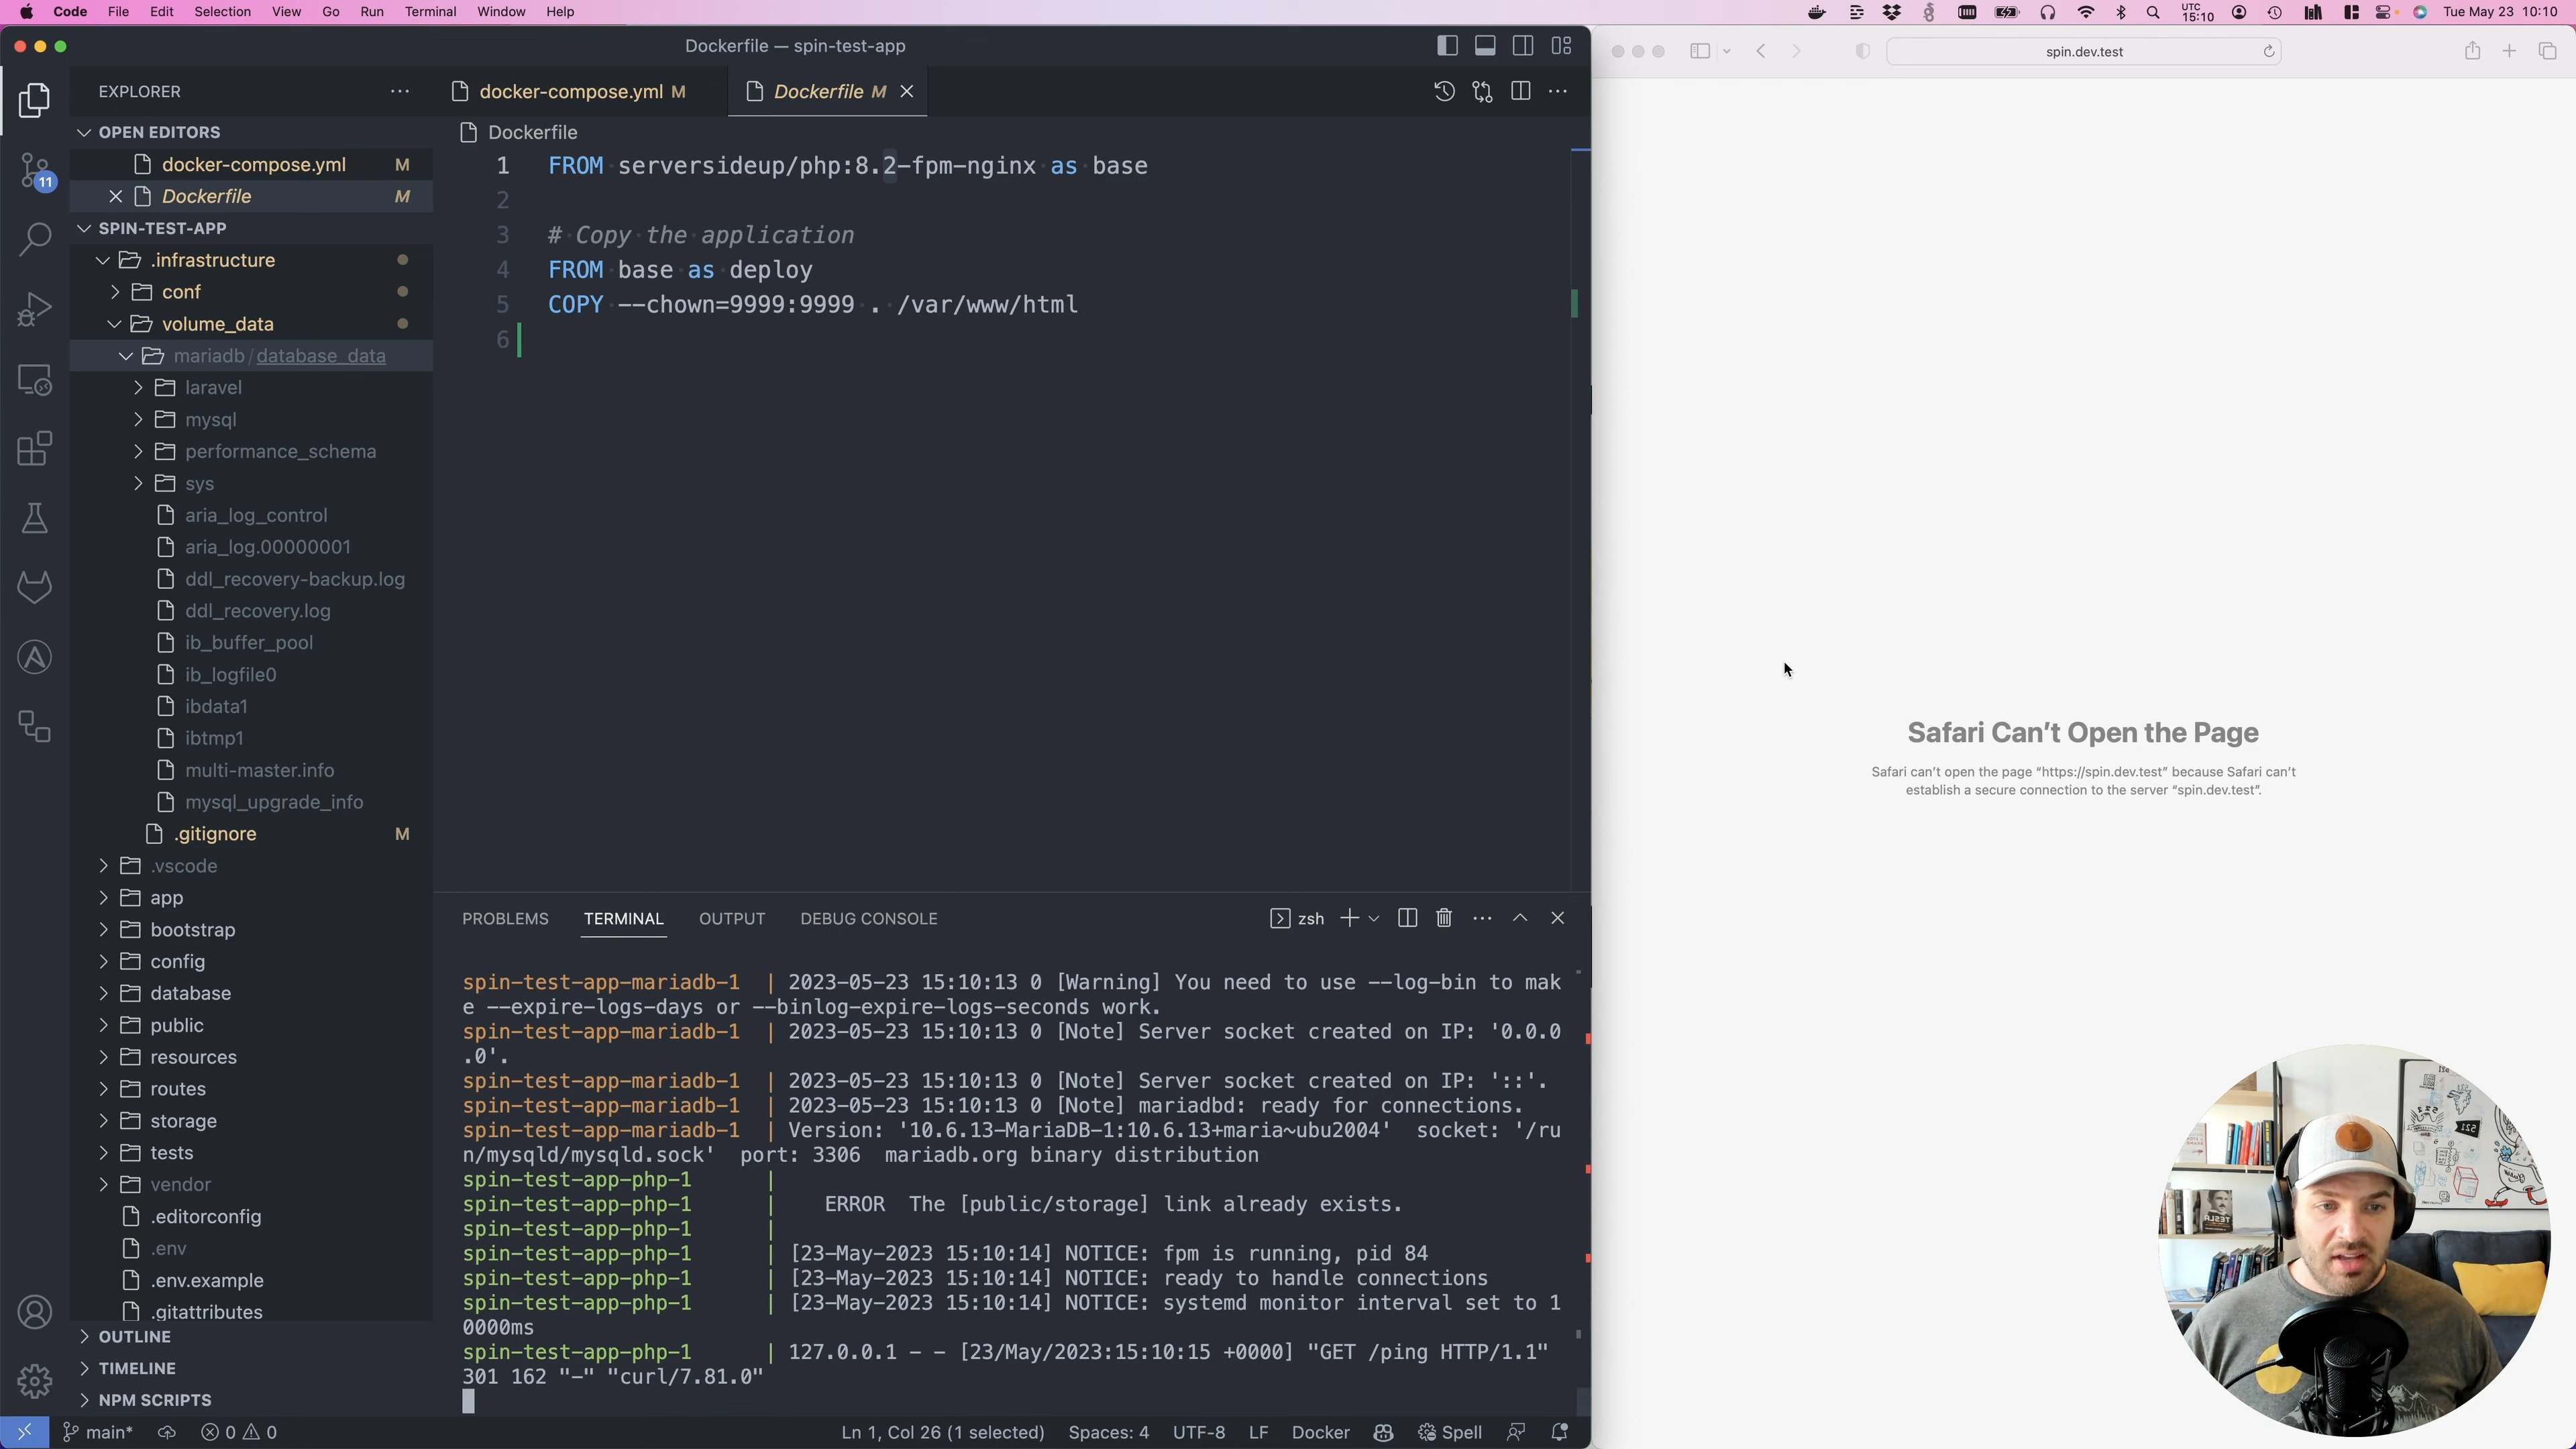 Code File Edit Selection View Go Run Terminal Window Help
UTC
15:10
Tue May 23 10:10
Dockerfile — spin-test-app
spin.dev.test
EXPLORER
docker-compose.yml M
Dockerfile M
OPEN EDITORS
docker-compose.yml M
Dockerfile M
SPIN-TEST-APP
.infrastructure
conf
volume_data
mariadb/database_data
laravel
mysql
performance_schema
sys
aria_log_control
aria_log.00000001
ddl_recovery-backup.log
ddl_recovery.log
ib_buffer_pool
ib_logfile0
ibdata1
ibtmp1
multi-master.info
mysql_upgrade_info
.gitignore M
.vscode
app
bootstrap
config
database
public
resources
routes
storage
tests
vendor
.editorconfig
.env
.env.example
.gitattributes
OUTLINE
TIMELINE
NPM SCRIPTS
11
Dockerfile
1 FROM serversideup/php:8.2-fpm-nginx as base
2
3 # Copy the application
4 FROM base as deploy
5 COPY --chown=9999:9999 . /var/www/html
6
PROBLEMS TERMINAL OUTPUT DEBUG CONSOLE
zsh
spin-test-app-mariadb-1 | 2023-05-23 15:10:13 0 [Warning] You need to use --log-bin to mak
e --expire-logs-days or --binlog-expire-logs-seconds work.
spin-test-app-mariadb-1 | 2023-05-23 15:10:13 0 [Note] Server socket created on IP: '0.0.0
.0'.
spin-test-app-mariadb-1 | 2023-05-23 15:10:13 0 [Note] Server socket created on IP: '::'.
spin-test-app-mariadb-1 | 2023-05-23 15:10:13 0 [Note] mariadbd: ready for connections.
spin-test-app-mariadb-1 | Version: '10.6.13-MariaDB-1:10.6.13+maria~ubu2004' socket: '/ru
n/mysqld/mysqld.sock' port: 3306 mariadb.org binary distribution
spin-test-app-php-1 |
spin-test-app-php-1 | ERROR The [public/storage] link already exists.
spin-test-app-php-1 |
spin-test-app-php-1 | [23-May-2023 15:10:14] NOTICE: fpm is running, pid 84
spin-test-app-php-1 | [23-May-2023 15:10:14] NOTICE: ready to handle connections
spin-test-app-php-1 | [23-May-2023 15:10:14] NOTICE: systemd monitor interval set to 1
0000ms
spin-test-app-php-1 | 127.0.0.1 - - [23/May/2023:15:10:15 +0000] "GET /ping HTTP/1.1"
301 162 "-" "curl/7.81.0"
main* 0 0
Ln 1, Col 26 (1 selected) Spaces: 4 UTF-8 LF Docker Spell
Safari Can't Open the Page
Safari can't open the page "https://spin.dev.test" because Safari can't
establish a secure connection to the server "spin.dev.test".